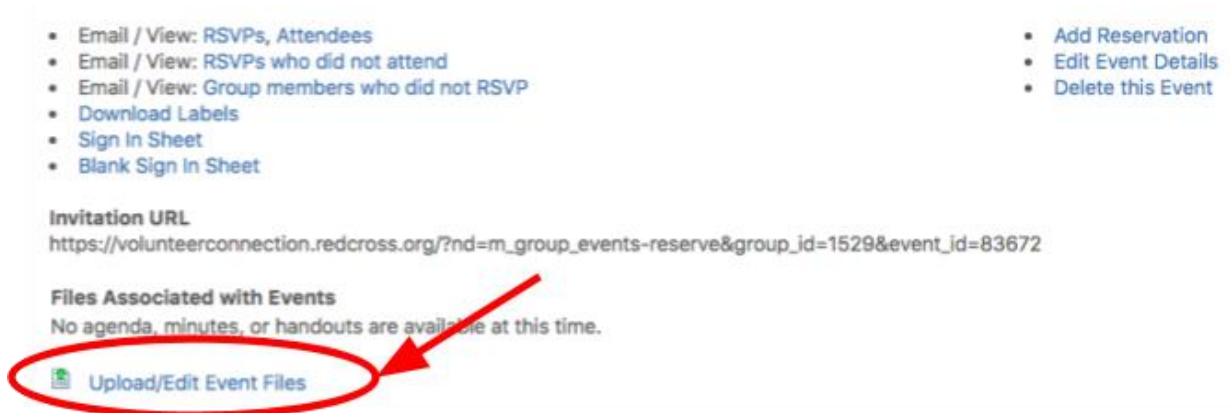 Email / View: RSVPs, Attendees
Email / View: RSVPs who did not attend
Email / View: Group members who did not RSVP
Download Labels
Sign In Sheet
Blank Sign In Sheet
Add Reservation
Edit Event Details
Delete this Event
Invitation URL
https://volunteerconnection.redcross.org/?nd=m_group_events-reserve&group_id=1529&event_id=83672
Files Associated with Events
No agenda, minutes, or handouts are available at this time.
Upload/Edit Event Files